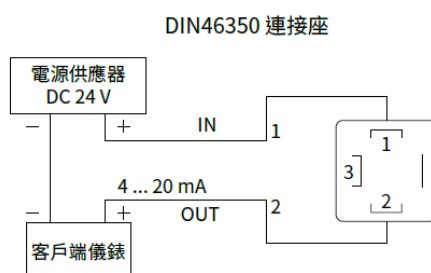 DIN46350 連接座
電源供應器
DC 24 V
− +
IN
1
1
3
4 ... 20 mA
2
2
− +
OUT
客戶端儀錶